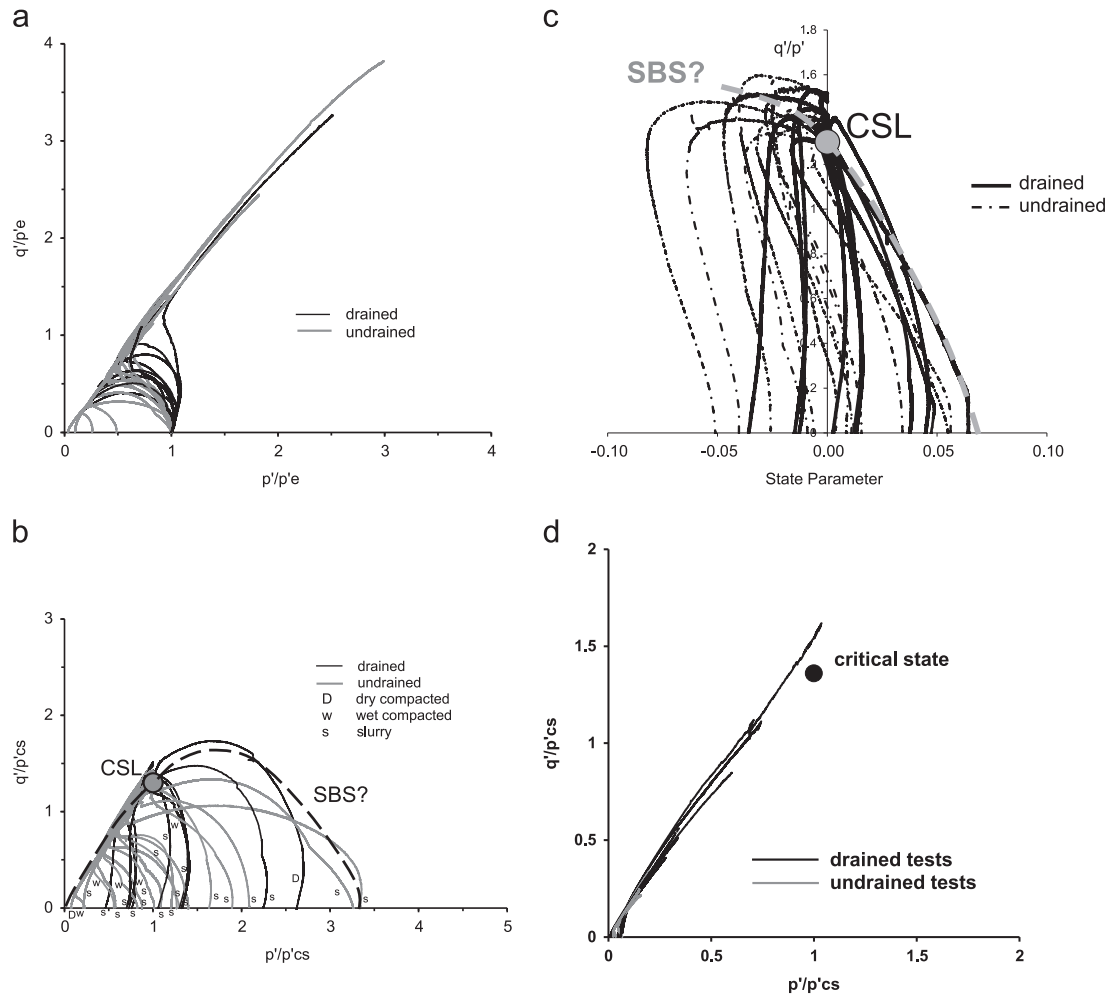 a
4
3
2
1
0
q'/p'e
0 1 2 3 4
p'/p'e
drained
undrained
c
1.8
q'/p'
1.6
SBS?
CSL
drained
undrained
0
-0.10 -0.05 0.00 0.05 0.10
State Parameter
b
3
2
1
0
q'/p'cs
drained
undrained
D dry compacted
w wet compacted
s slurry
CSL
SBS?
w
s
w
s
w
s
w
s
D
s
s
s
s
s
s
s
s
s
s
s
s
D w
0 1 2 3 4 5
p'/p'cs
d
2
1.5
1
0.5
0
q'/p'cs
critical state
drained tests
undrained tests
0 0.5 1 1.5 2
p'/p'cs